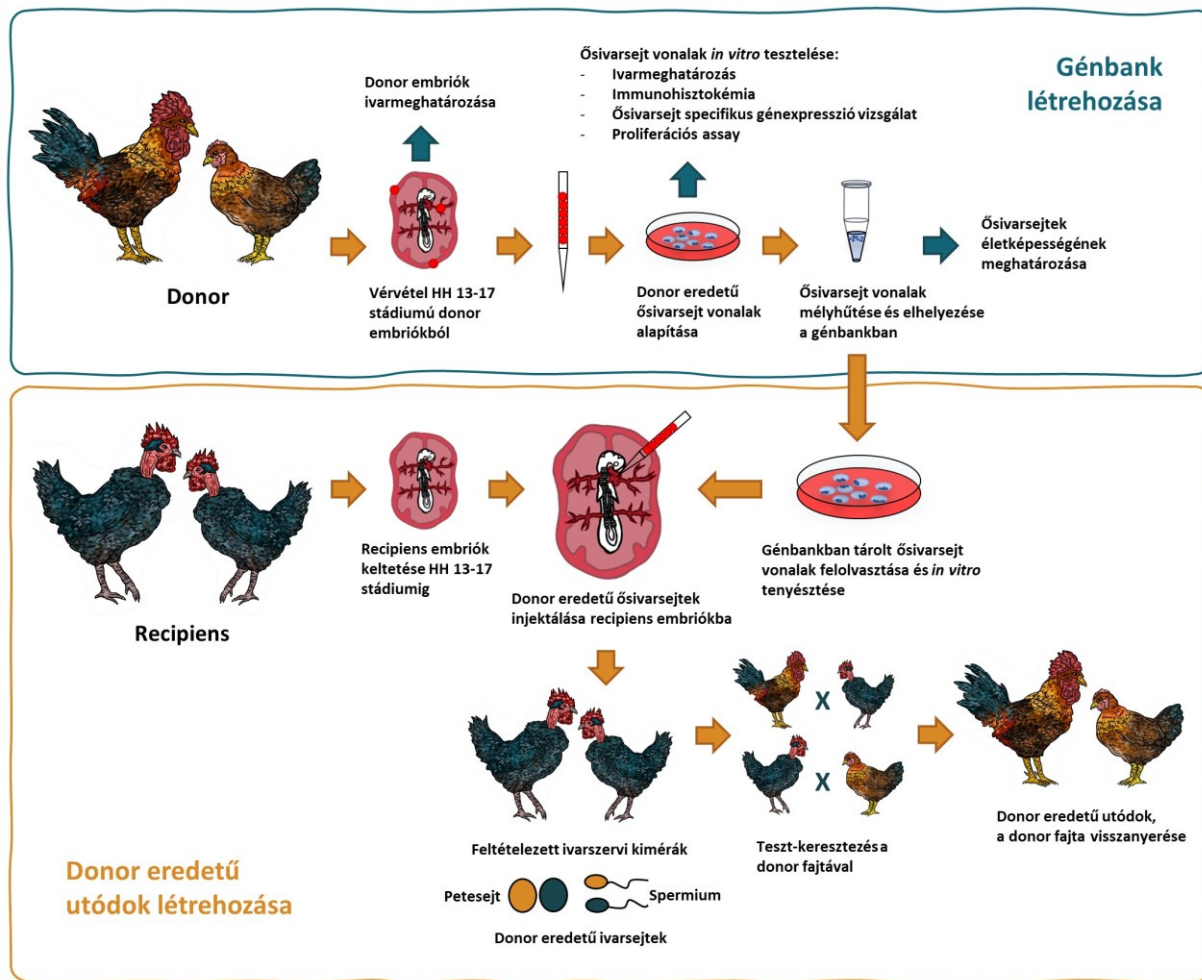 Génbank
létrehozása
Donor embriók
ivarmeghatározása
Ősivarsejt vonalak in vitro tesztelése:
- Ivarmeghatározás
- Immunohisztokémia
- Ősivarsejt specifikus génexpresszió vizsgálat
- Proliferációs assay
Donor
Vérvétel HH 13-17
stádiumú donor
embriókból
Donor eredetű
ősivarsejt vonalak
alapítása
Ősivarsejt vonalak
mélyhűtése és elhelyezése
a génbankban
Ősivarsejtek
életképességének
meghatározása
Recipiens
Recipiens embriók
keltetése HH 13-17
stádiumig
Donor eredetű ősivarsejtek
injektálása recipiens embriókba
Génbankban tárolt ősivarsejt
vonalak felolvasztása és in vitro
tenyésztése
Feltételezett ivarszervi kimérák
Petesejt
Spermium
Donor eredetű ivarsejtek
X
X
Teszt-keresztezés a
donor fajtával
Donor eredetű utódok,
a donor fajta visszanyerése
Donor eredetű
utódok létrehozása